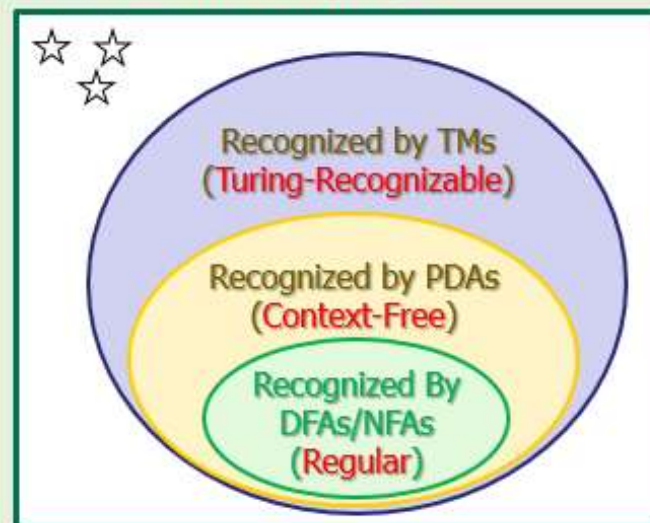 Recognized by TMs
(Turing-Recognizable)
Recognized by PDAs
(Context-Free)
Recognized By
DFAs/NFAs
(Regular)